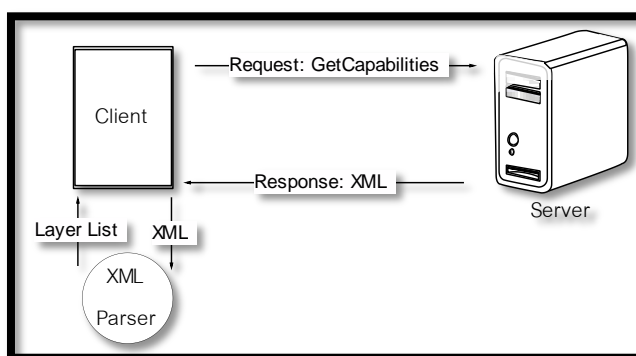 Request: GetCapabilities
Client
Response: XML
Server
Layer List
XML
XML
Parser